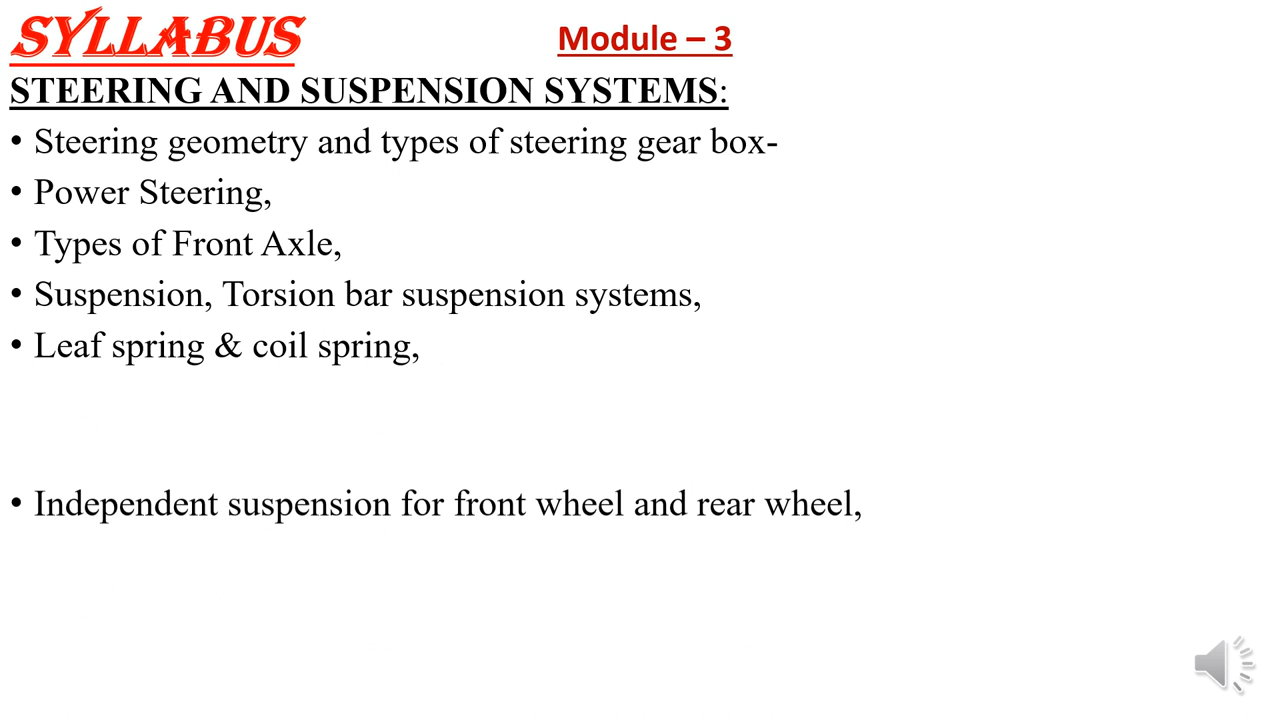 SYLLABUS
Module – 3
STEERING AND SUSPENSION SYSTEMS:
• Steering geometry and types of steering gear box-
• Power Steering,
• Types of Front Axle,
• Suspension, Torsion bar suspension systems,
• Leaf spring & coil spring,
• Independent suspension for front wheel and rear wheel,